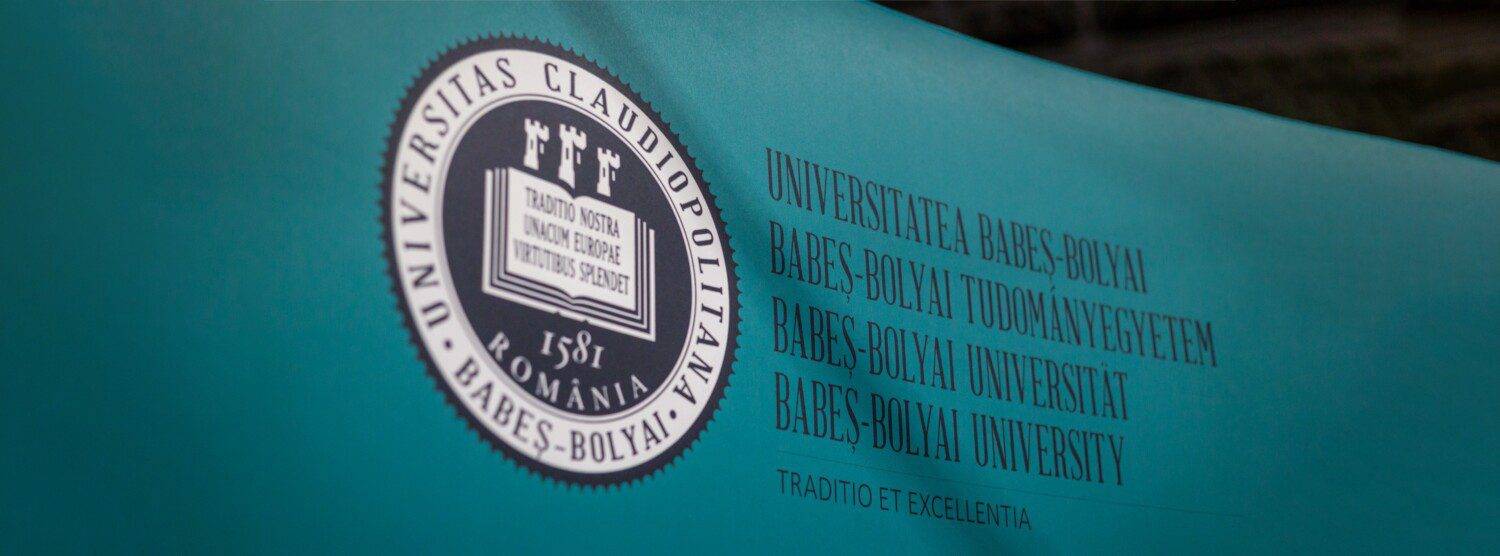 UNIVERSITAS CLAUDIOPOLITANA
TRADITIO NOSTRA
UNACUM EUROPAE
VIRTUTIBUS SPLENDET
1581
ROMÂNIA
• BABEȘ-BOLYAI •
UNIVERSITATEA BABEȘ-BOLYAI
BABEȘ-BOLYAI TUDOMÁNYEGYETEM
BABEȘ-BOLYAI UNIVERSITÄT
BABEȘ-BOLYAI UNIVERSITY
TRADITIO ET EXCELLENTIA